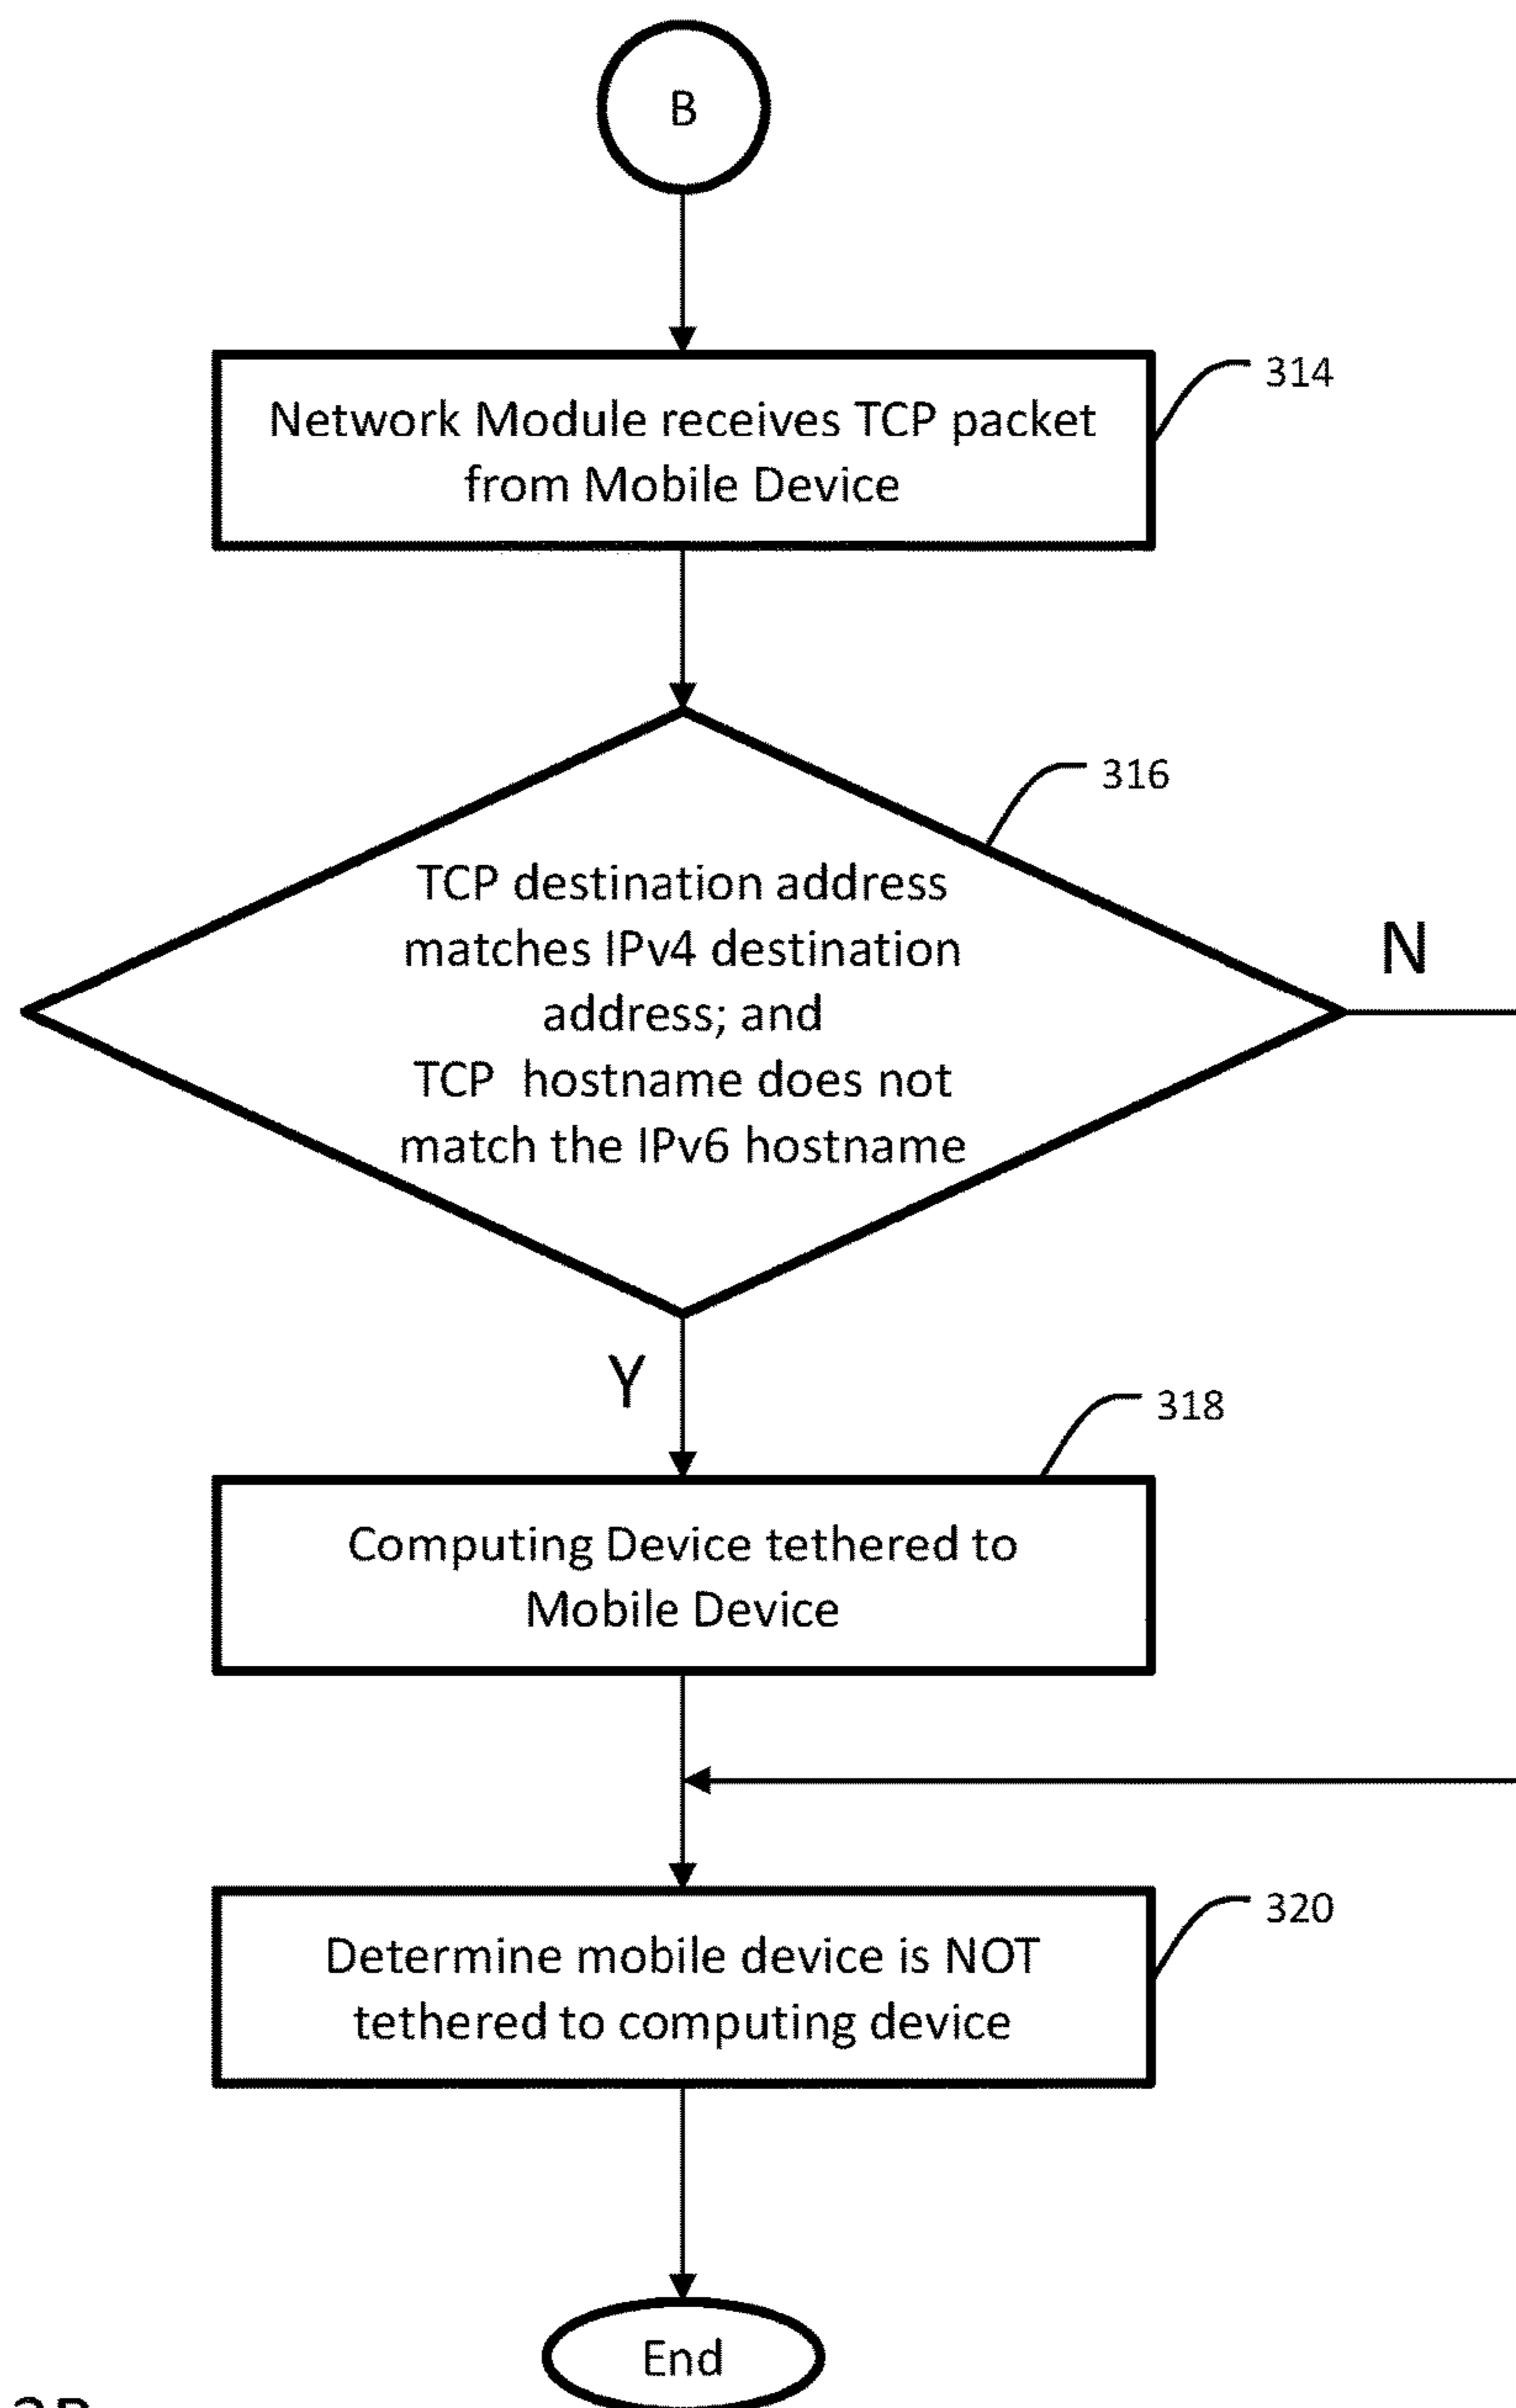 B
Network Module receives TCP packet
from Mobile Device
314
316
TCP destination address
matches IPv4 destination
address; and
TCP hostname does not
match the IPv6 hostname
N
Y
318
Computing Device tethered to
Mobile Device
320
Determine mobile device is NOT
tethered to computing device
End